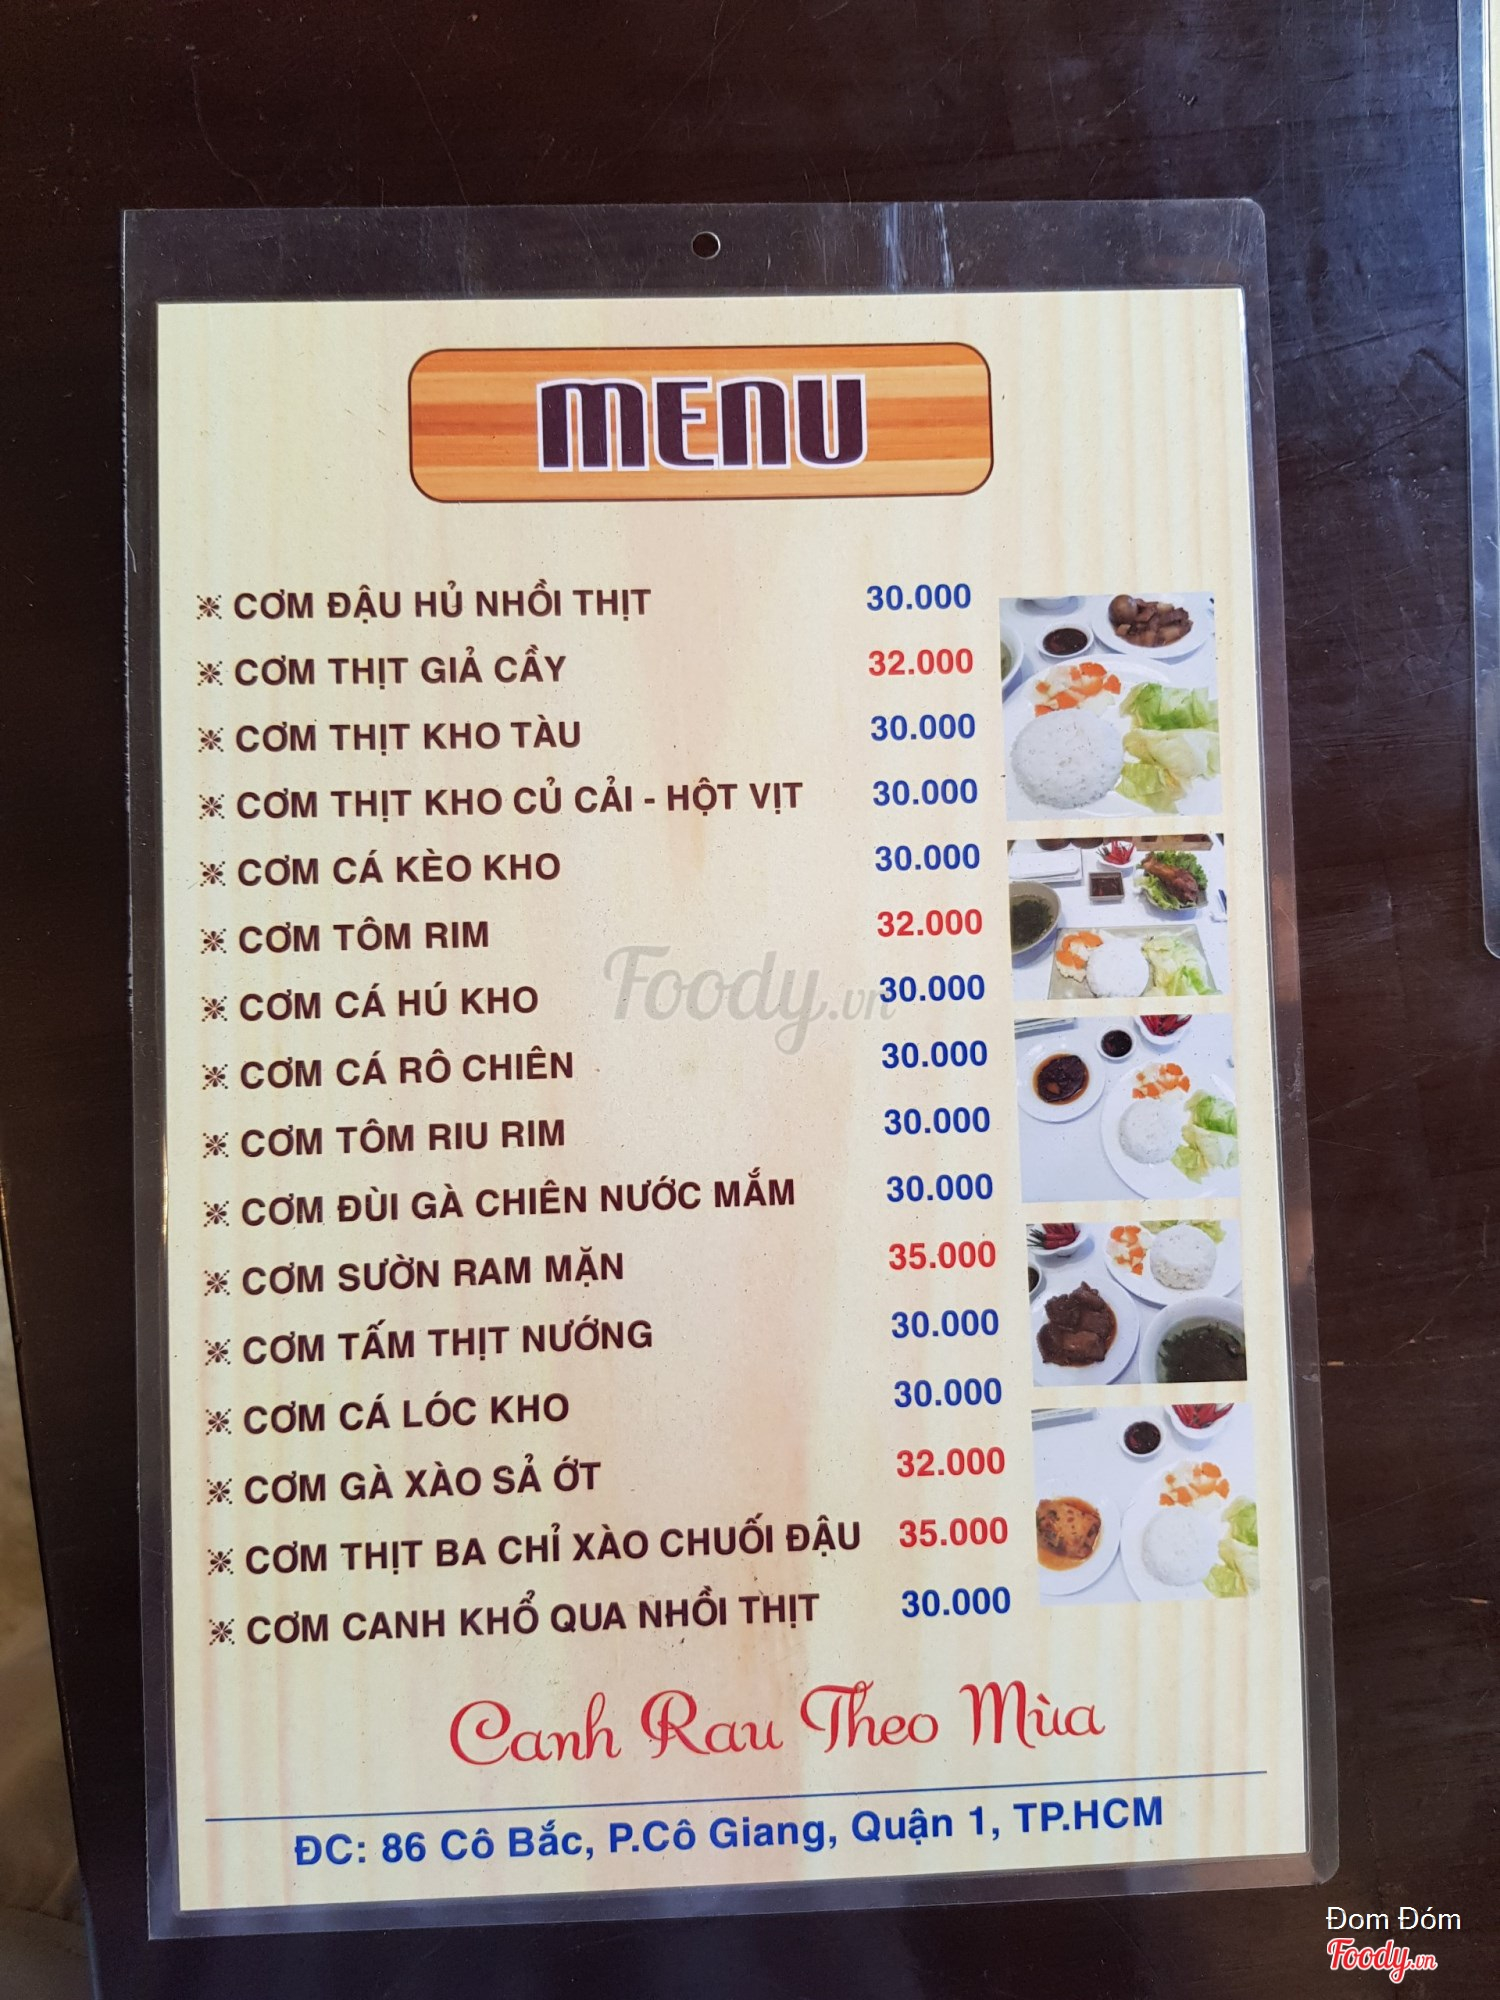 MENU
CƠM ĐẬU HỦ NHỒI THỊT 30.000
CƠM THỊT GIẢ CẦY 32.000
CƠM THỊT KHO TÀU 30.000
CƠM THỊT KHO CỦ CẢI - HỘT VỊT 30.000
CƠM CÁ KÈO KHO 30.000
CƠM TÔM RIM 32.000
CƠM CÁ HÚ KHO 30.000
Foody.vn
CƠM CÁ RÔ CHIÊN 30.000
CƠM TÔM RIU RIM 30.000
CƠM ĐÙI GÀ CHIÊN NƯỚC MẮM 30.000
CƠM SƯỜN RAM MẶN 35.000
CƠM TẤM THỊT NƯỚNG 30.000
CƠM CÁ LÓC KHO 30.000
CƠM GÀ XÀO SẢ ỚT 32.000
CƠM THỊT BA CHỈ XÀO CHUỐI ĐẬU 35.000
CƠM CANH KHỔ QUA NHỒI THỊT 30.000
Canh Rau Theo Mùa
ĐC: 86 Cô Bắc, P.Cô Giang, Quận 1, TP.HCM
Đom Đóm
Foody.vn